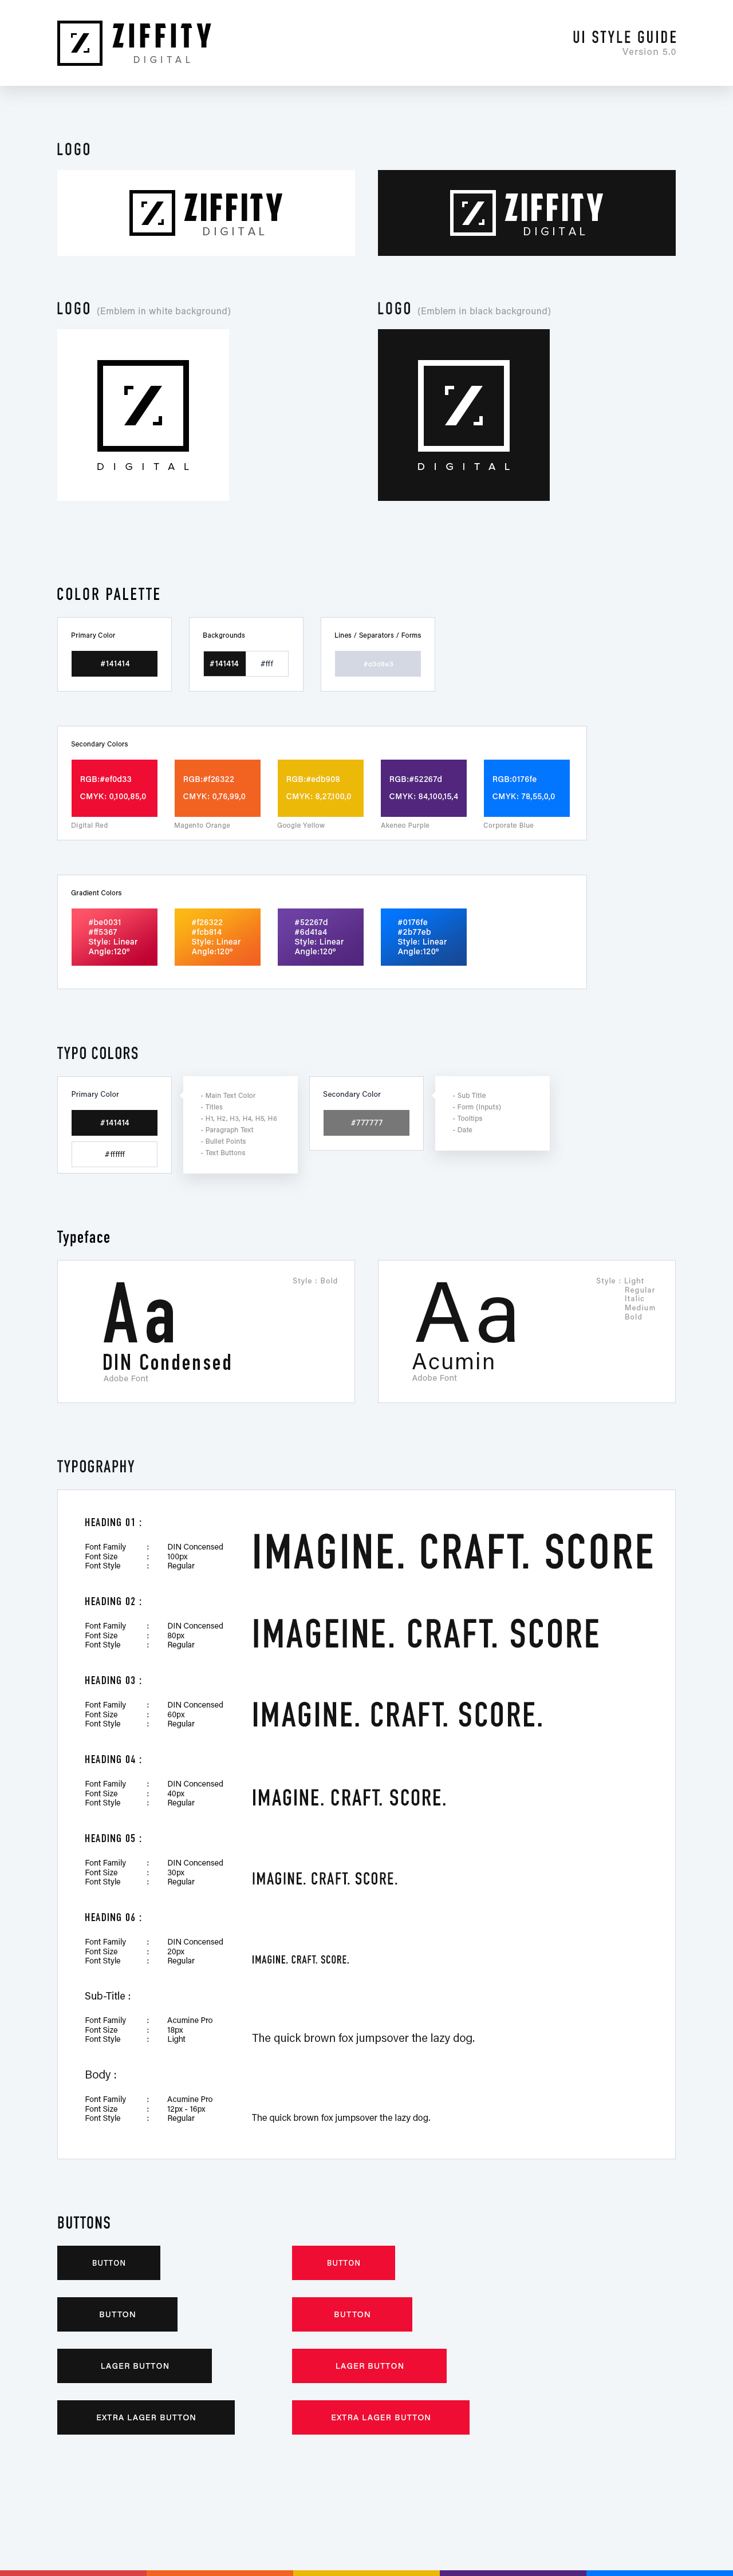 Z ZIFFITY
DIGITAL
UI STYLE GUIDE
Version 5.0
LOGO
Z ZIFFITY
DIGITAL
Z ZIFFITY
DIGITAL
LOGO (Emblem in white background)
LOGO (Emblem in black background)
Z
DIGITAL
Z
DIGITAL
COLOR PALETTE
Primary Color
#141414
Backgrounds
#141414 #fff
Lines / Separators / Forms
Secondary Colors
RGB:#ef0d33
CMYK: 0,100,85,0
Digital Red
RGB:#f26322
CMYK: 0,76,99,0
Magento Orange
RGB:#edb908
CMYK: 8,27,100,0
Google Yellow
RGB:#52267d
CMYK: 84,100,15,4
Akeneo Purple
RGB:0176fe
CMYK: 78,55,0,0
Corporate Blue
Gradient Colors
#be0031
#ff5367
Style: Linear
Angle:120º
#f26322
#fcb814
Style: Linear
Angle:120º
#52267d
#6d41a4
Style: Linear
Angle:120º
#0176fe
#2b77eb
Style: Linear
Angle:120º
TYPO COLORS
Primary Color
#141414
#ffffff
- Main Text Color
- Titles
- H1, H2, H3, H4, H5, H6
- Paragraph Text
- Bullet Points
- Text Buttons
Secondary Color
#777777
- Sub Title
- Form (Inputs)
- Tooltips
- Date
Typeface
Style : Bold
Aa
DIN Condensed
Adobe Font
Style : Light
Regular
Italic
Medium
Bold
Aa
Acumin
Adobe Font
TYPOGRAPHY
HEADING 01 :
Font Family : DIN Concensed
Font Size : 100px
Font Style : Regular
IMAGINE. CRAFT. SCORE
HEADING 02 :
Font Family : DIN Concensed
Font Size : 80px
Font Style : Regular
IMAGEINE. CRAFT. SCORE
HEADING 03 :
Font Family : DIN Concensed
Font Size : 60px
Font Style : Regular
IMAGINE. CRAFT. SCORE.
HEADING 04 :
Font Family : DIN Concensed
Font Size : 40px
Font Style : Regular
IMAGINE. CRAFT. SCORE.
HEADING 05 :
Font Family : DIN Concensed
Font Size : 30px
Font Style : Regular
IMAGINE. CRAFT. SCORE.
HEADING 06 :
Font Family : DIN Concensed
Font Size : 20px
Font Style : Regular
IMAGINE. CRAFT. SCORE.
Sub-Title :
Font Family : Acumine Pro
Font Size : 18px
Font Style : Light
The quick brown fox jumpsover the lazy dog.
Body :
Font Family : Acumine Pro
Font Size : 12px - 16px
Font Style : Regular
The quick brown fox jumpsover the lazy dog.
BUTTONS
BUTTON
BUTTON
BUTTON
BUTTON
LAGER BUTTON
LAGER BUTTON
EXTRA LAGER BUTTON
EXTRA LAGER BUTTON